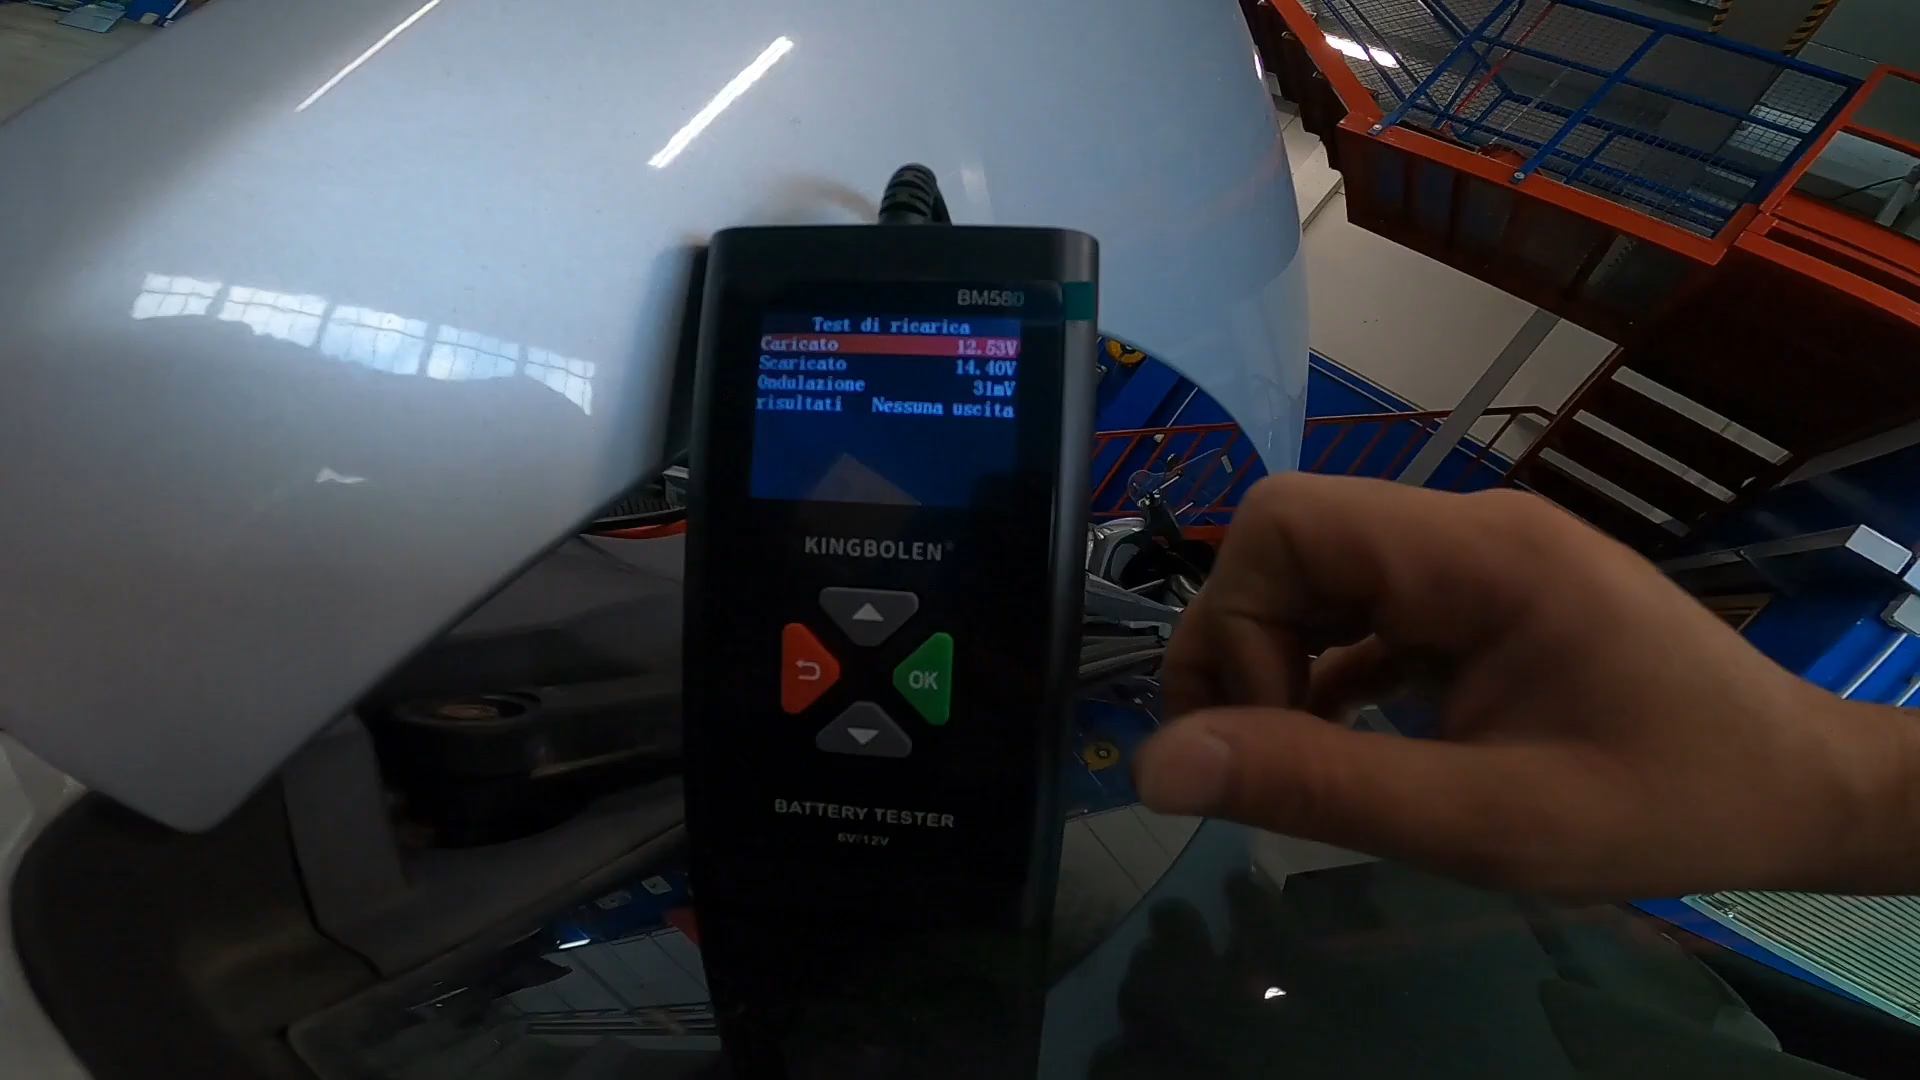 BM580
Test di ricarica
Caricato 12.53V
Scaricato 14.40V
Ondulazione 31mV
risultati Nessuna uscita
KINGBOLEN®
OK
BATTERY TESTER
6V/12V